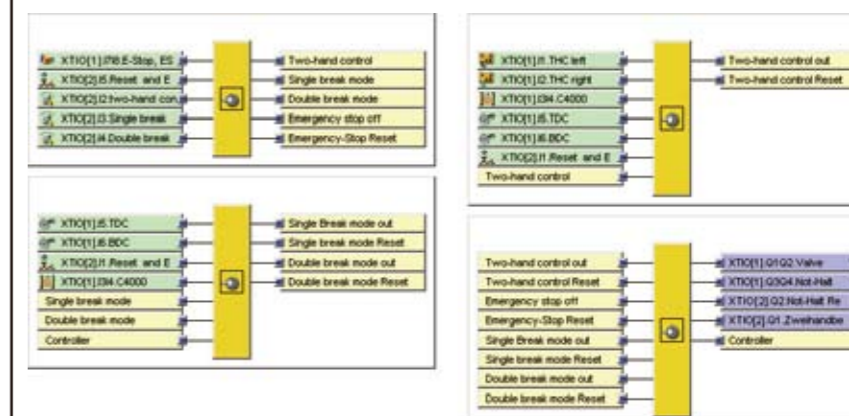 XTIO[1].I7I8.E-Stop, ES
XTIO[2].I5.Reset and E
XTIO[2].I2.two-hand con
XTIO[2].I3.Single break
XTIO[2].I4.Double break
Two-hand control
Single break mode
Double break mode
Emergency stop off
Emergency-Stop Reset
XTIO[1].I5.TDC
XTIO[1].I6.BDC
XTIO[2].I1.Reset and E
XTIO[1].I3I4.C4000
Single break mode
Double break mode
Controller
Single Break mode out
Single break mode Reset
Double break mode out
Double break mode Reset
XTIO[1].I1.THC left
XTIO[1].I2.THC right
XTIO[1].I3I4.C4000
XTIO[1].I5.TDC
XTIO[1].I6.BDC
XTIO[2].I1.Reset and E
Two-hand control
Two-hand control out
Two-hand control Reset
Two-hand control out
Two-hand control Reset
Emergency stop off
Emergency-Stop Reset
Single Break mode out
Single break mode Reset
Double break mode out
Double break mode Reset
XTIO[1].Q1Q2.Valve
XTIO[1].Q3Q4.Not-Halt
XTIO[2].Q2.Not-Halt Re
XTIO[2].Q1.Zweihandbe
Controller